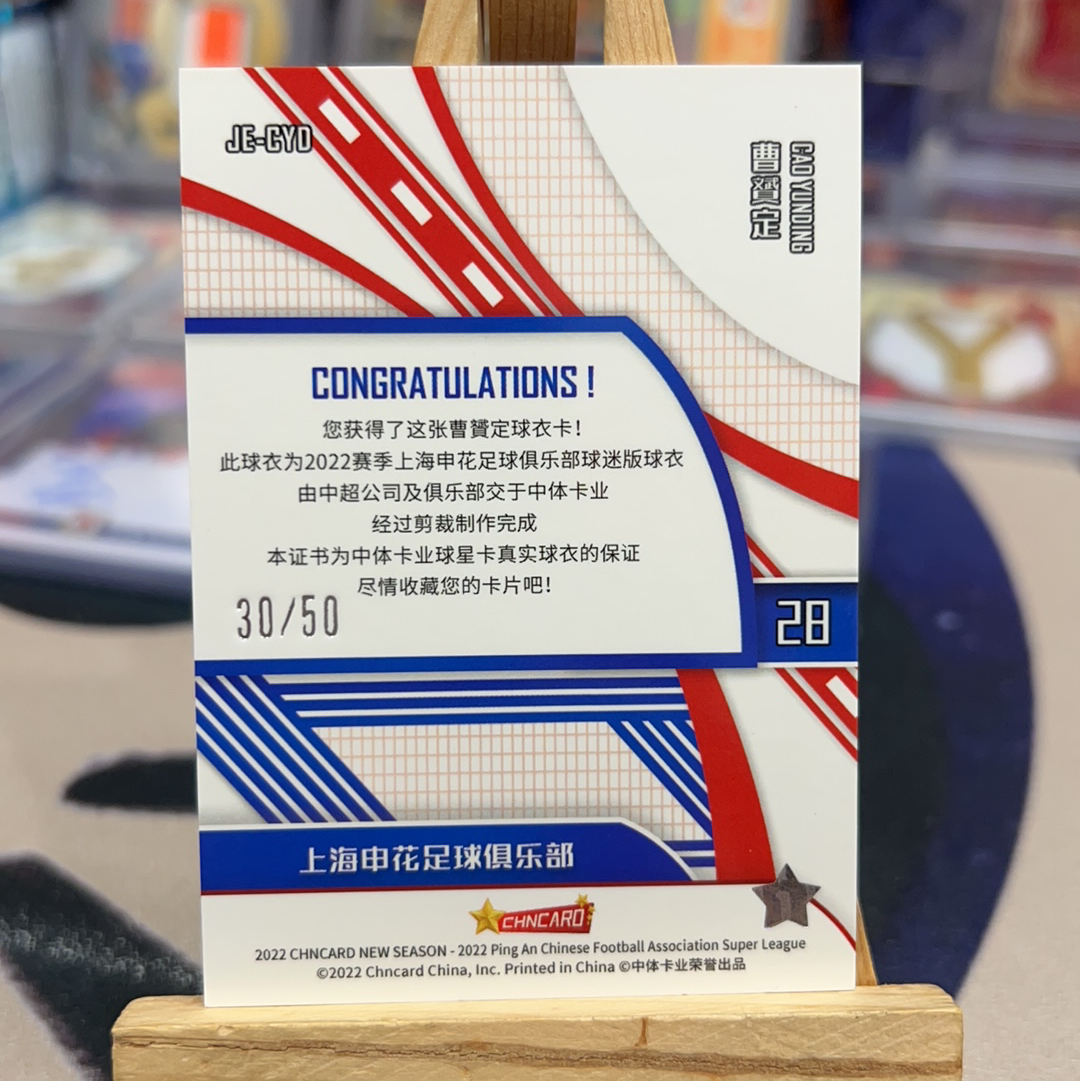 JE-CYD
CAO YUNDING
曹贇定
CONGRATULATIONS !
您获得了这张曹贇定球衣卡!
此球衣为2022赛季上海申花足球俱乐部球迷版球衣
由中超公司及俱乐部交于中体卡业
经过剪裁制作完成
本证书为中体卡业球星卡真实球衣的保证
尽情收藏您的卡片吧!
30/50
28
上海申花足球俱乐部
CHNCARD
2022 CHNCARD NEW SEASON - 2022 Ping An Chinese Football Association Super League
©2022 Chncard China, Inc. Printed in China ©中体卡业荣誉出品